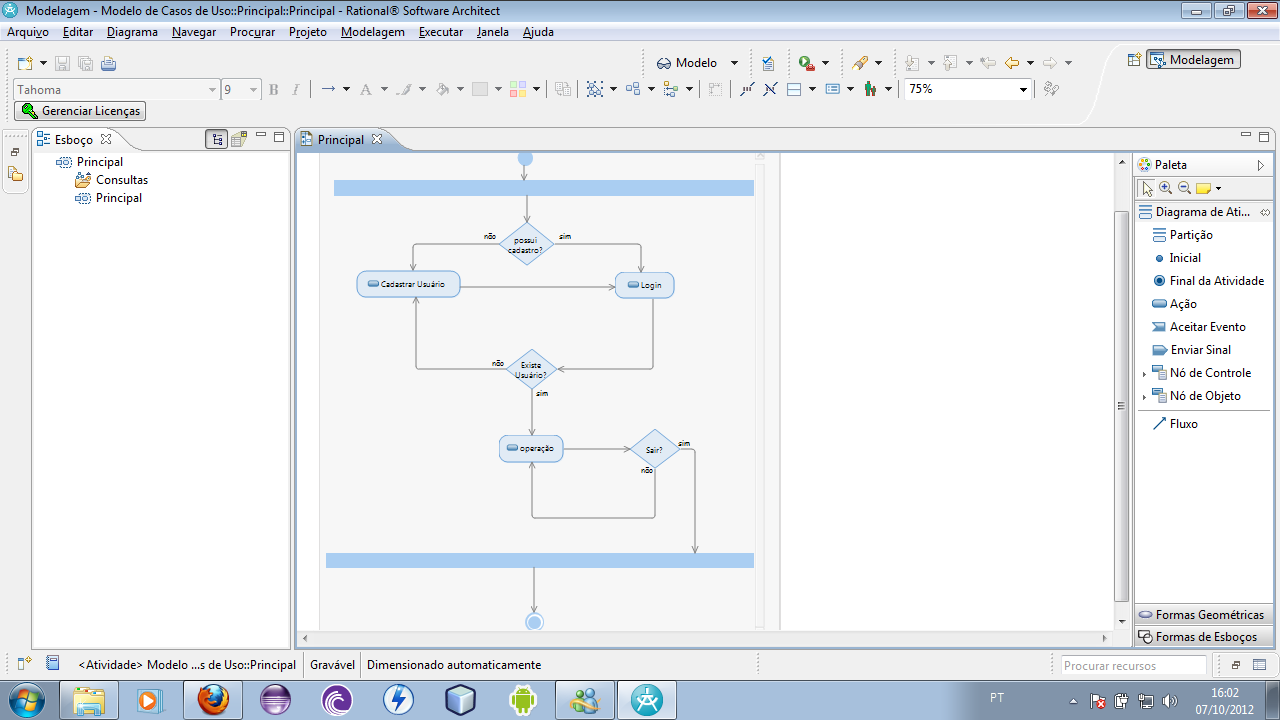 Modelagem - Modelo de Casos de Uso::Principal::Principal - Rational® Software Architect
Arquivo Editar Diagrama Navegar Procurar Projeto Modelagem Executar Janela Ajuda
Modelo
Modelagem
Tahoma 9 B I A 75%
Gerenciar Licenças
Esboço
Principal
Consultas
Principal
Principal
possui
cadastro?
não
sim
Cadastrar Usuário
Login
Existe
Usuário?
não
sim
operação
Sair?
sim
não
Paleta
Diagrama de Ati...
Partição
Inicial
Final da Atividade
Ação
Aceitar Evento
Enviar Sinal
Nó de Controle
Nó de Objeto
Fluxo
Formas Geométricas
Formas de Esboços
<Atividade> Modelo ...s de Uso::Principal
Gravável
Dimensionado automaticamente
Procurar recursos
PT
16:02
07/10/2012